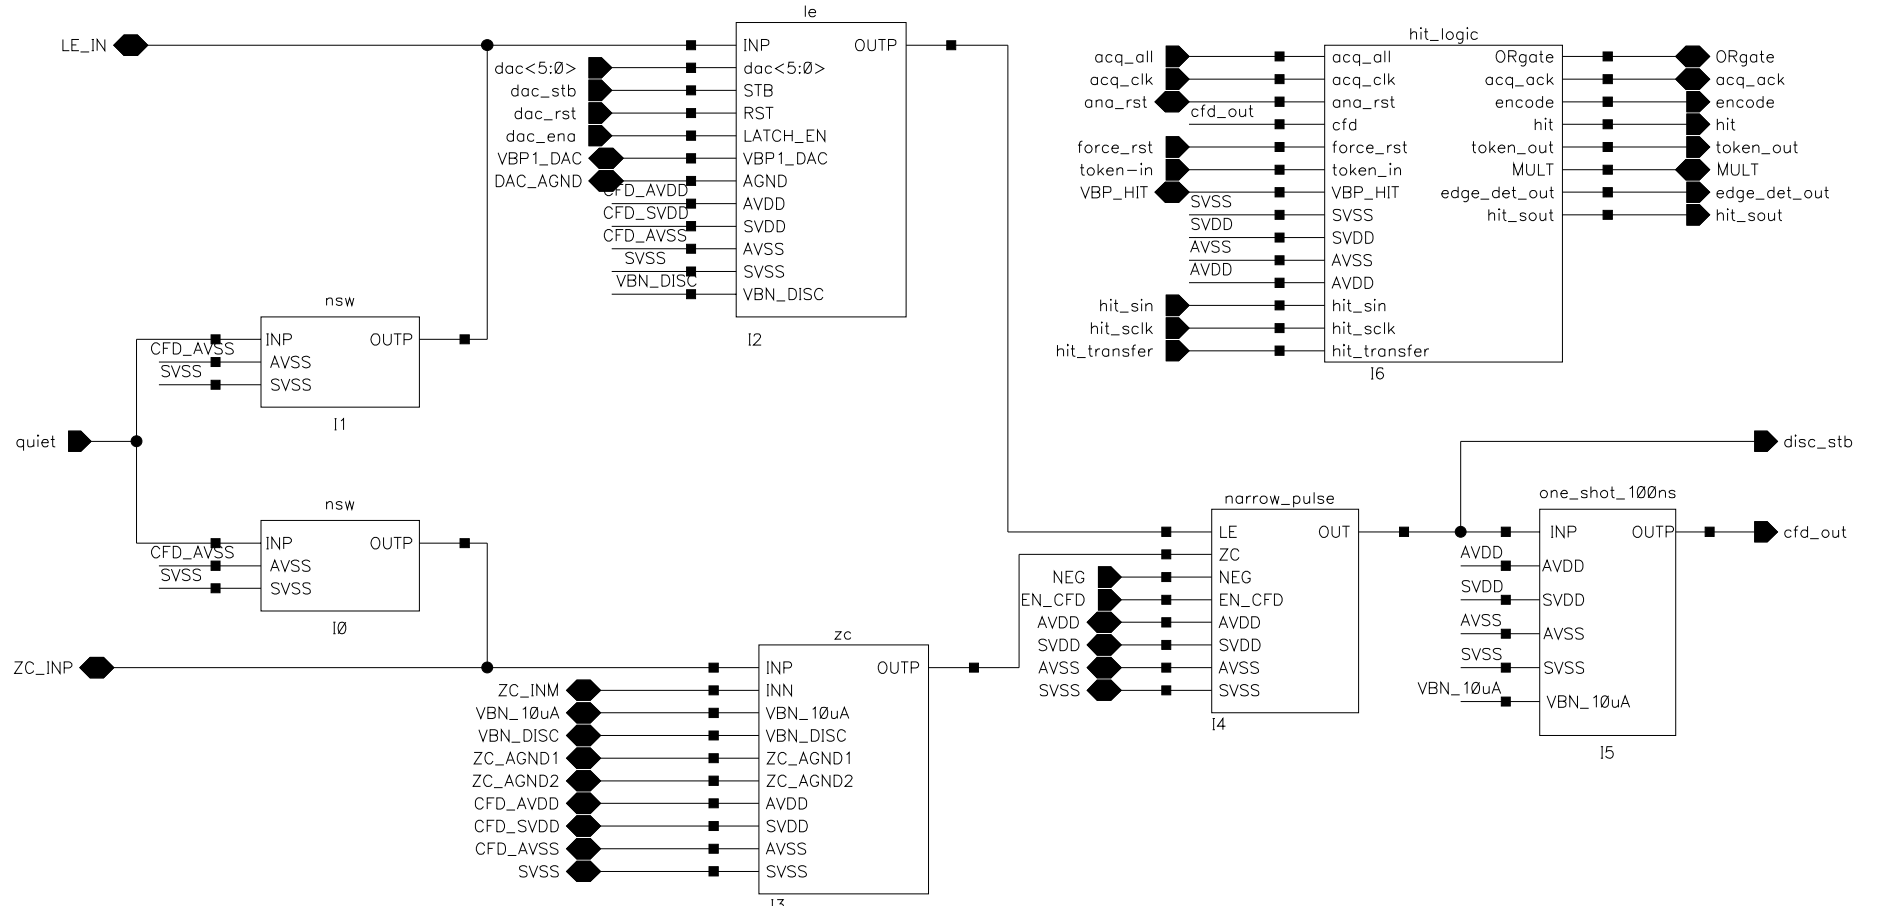 le
LE_IN
INP OUTP
dac<5:0> dac<5:0>
dac_stb STB
dac_rst RST
dac_ena LATCH_EN
VBP1_DAC VBP1_DAC
DAC_AGND AGND
CFD_AVDD AVDD
CFD_SVDD SVDD
CFD_AVSS AVSS
SVSS SVSS
VBN_DISC VBN_DISC
I2
hit_logic
acq_all acq_all ORgate ORgate
acq_clk acq_clk acq_ack acq_ack
ana_rst ana_rst encode encode
cfd_out cfd hit hit
force_rst force_rst token_out token_out
token-in token_in MULT MULT
VBP_HIT VBP_HIT edge_det_out edge_det_out
SVSS SVSS hit_sout hit_sout
SVDD SVDD
AVSS AVSS
AVDD AVDD
hit_sin hit_sin
hit_sclk hit_sclk
hit_transfer hit_transfer
I6
nsw
INP OUTP
CFD_AVSS AVSS
SVSS SVSS
I1
quiet
nsw
INP OUTP
CFD_AVSS AVSS
SVSS SVSS
I0
ZC_INP
zc
INP OUTP
ZC_INM INN
VBN_10uA VBN_10uA
VBN_DISC VBN_DISC
ZC_AGND1 ZC_AGND1
ZC_AGND2 ZC_AGND2
CFD_AVDD AVDD
CFD_SVDD SVDD
CFD_AVSS AVSS
SVSS SVSS
I3
narrow_pulse
LE OUT
ZC
NEG NEG
EN_CFD EN_CFD
AVDD AVDD
SVDD SVDD
AVSS AVSS
SVSS SVSS
I4
disc_stb
one_shot_100ns
INP OUTP cfd_out
AVDD AVDD
SVDD SVDD
AVSS AVSS
SVSS SVSS
VBN_10uA VBN_10uA
I5